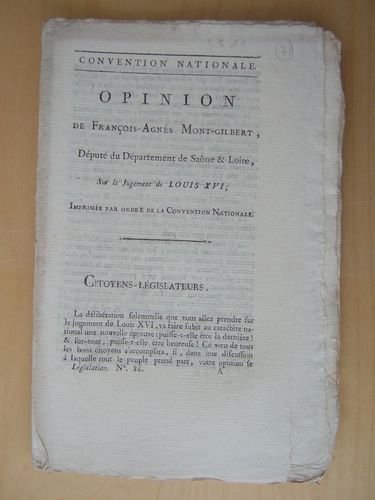 CONVENTION NATIONALE.
OPINION
DE FRANÇOIS-AGNÉS MONT-GILBERT,
Député du Département de Saône & Loire,
Sur le Jugement de LOUIS XVI;
IMPRIMÉE PAR ORDRE DE LA CONVENTION NATIONALE.
CITOYENS-LÉGISLATEURS,
La délibération solemnelle que vous allez prendre sur
le jugement de Louis XVI, va faire subir au caractère na-
tional une nouvelle épreuve: puisse-t-elle être la dernière!
& sur-tout, puisse-t-elle être heureuse! Ce vœu de tous
les bons citoyens s'accomplira, si, dans une discussion
à laquelle tout le peuple prend part, votre opinion se
Législation. N°. 86. A